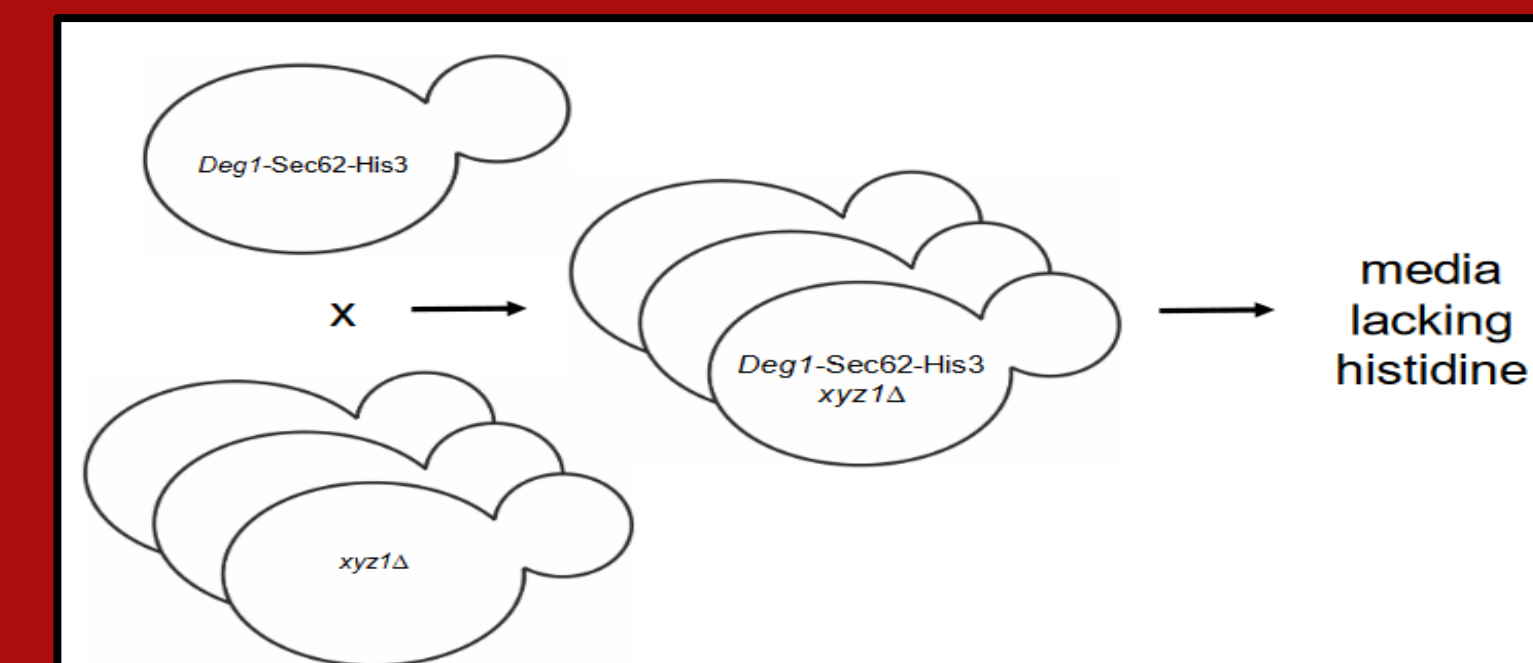 Deg1-Sec62-His3
x
xyz1Δ
Deg1-Sec62-His3
xyz1Δ
media
lacking
histidine